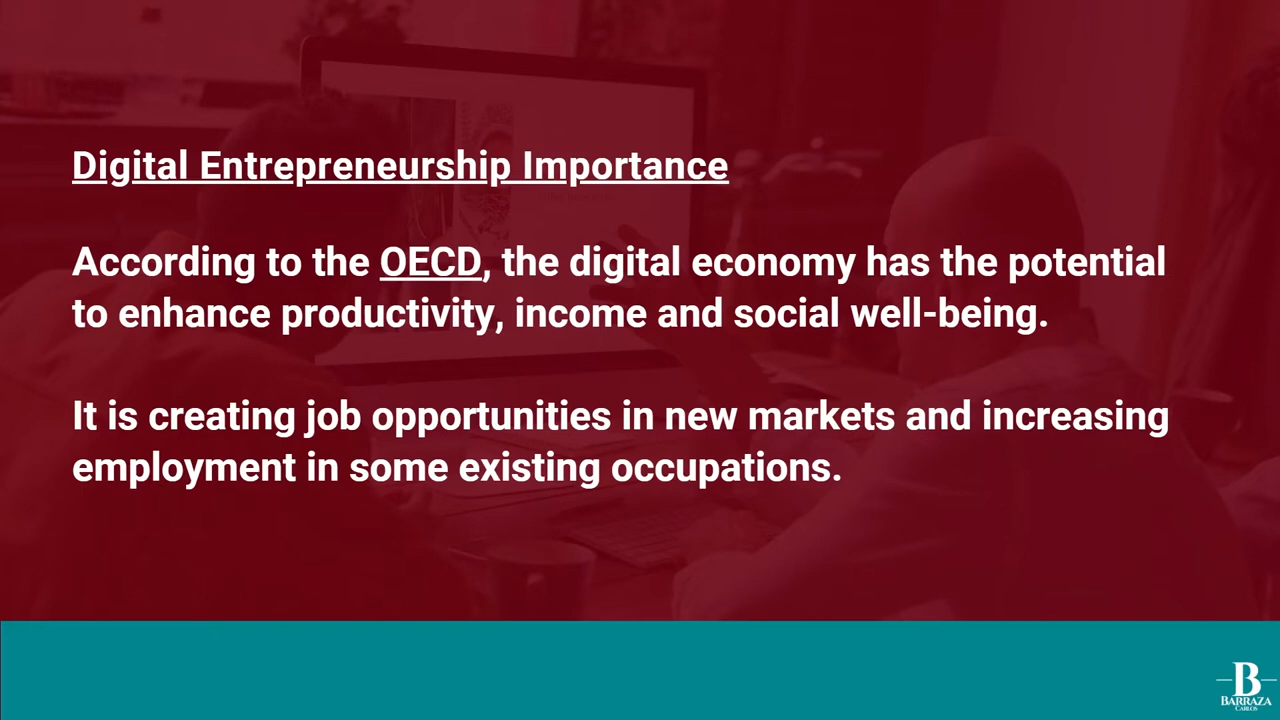 Digital Entrepreneurship Importance
According to the OECD, the digital economy has the potential
to enhance productivity, income and social well-being.
It is creating job opportunities in new markets and increasing
employment in some existing occupations.
B
BARRAZA
CARLOS